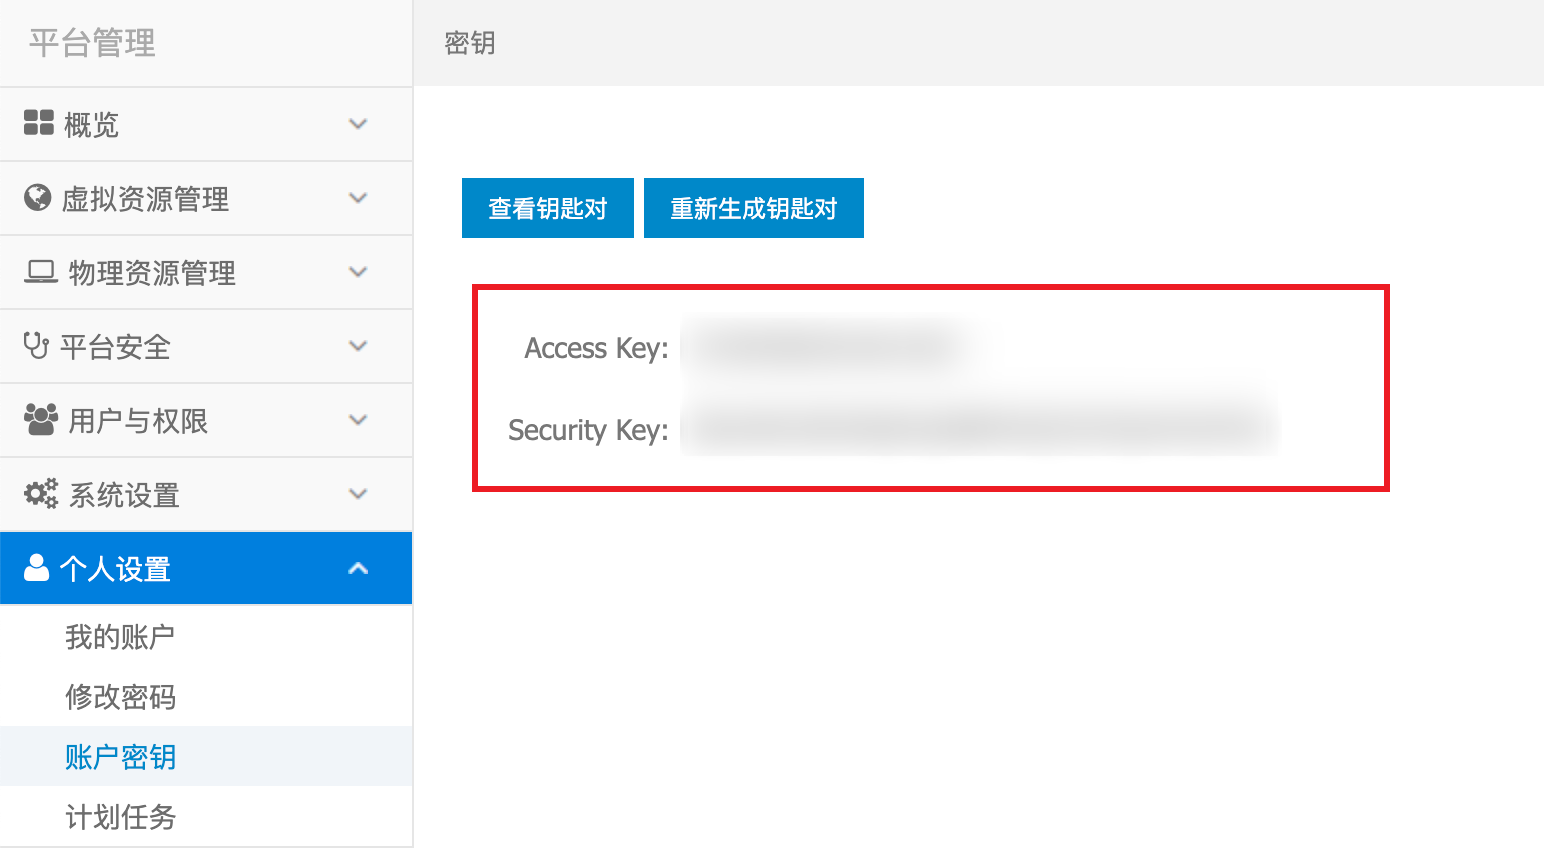 平台管理
概览
虚拟资源管理
物理资源管理
平台安全
用户与权限
系统设置
个人设置
我的账户
修改密码
账户密钥
计划任务
密钥
查看钥匙对
重新生成钥匙对
Access Key:
Security Key: